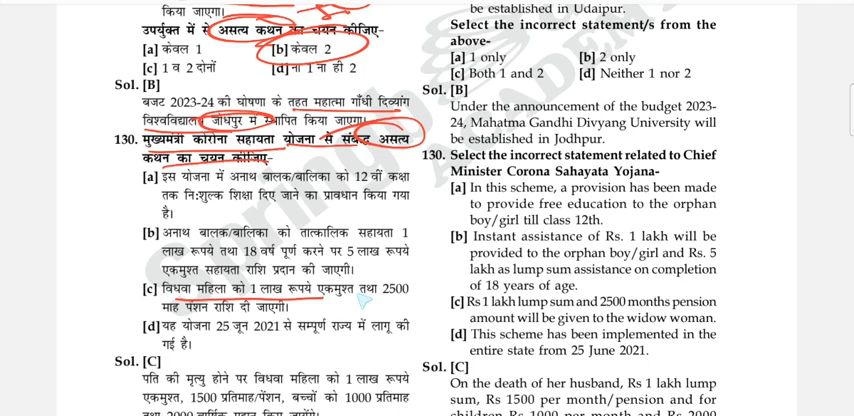 किया जाएगा।
उपर्युक्त में से असत्य कथन का चयन कीजिए-
[a] केवल 1 [b] केवल 2
[c] 1 व 2 दोनों [d] ना 1 ना ही 2
Sol. [B]
बजट 2023-24 की घोषणा के तहत महात्मा गाँधी दिव्यांग
विश्वविद्यालय जोधपुर में स्थापित किया जाएगा।
130. मुख्यमंत्री कोरोना सहायता योजना से संबद्ध असत्य
कथन का चयन कीजिए-
[a] इस योजना में अनाथ बालक/बालिका को 12 वीं कक्षा
तक नि:शुल्क शिक्षा दिए जाने का प्रावधान किया गया
है।
[b] अनाथ बालक/बालिका को तात्कालिक सहायता 1
लाख रूपये तथा 18 वर्ष पूर्ण करने पर 5 लाख रूपये
एकमुश्त सहायता राशि प्रदान की जाएगी।
[c] विधवा महिला को 1 लाख रूपये एकमुश्त तथा 2500
माह पेंशन राशि दी जाएगी।
[d] यह योजना 25 जून 2021 से सम्पूर्ण राज्य में लागू की
गई है।
Sol. [C]
पति की मृत्यु होने पर विधवा महिला को 1 लाख रूपये
एकमुश्त, 1500 प्रतिमाह/पेंशन, बच्चों को 1000 प्रतिमाह
तथा 2000 वार्षिक
be established in Udaipur.
Select the incorrect statement/s from the
above-
[a] 1 only [b] 2 only
[c] Both 1 and 2 [d] Neither 1 nor 2
Sol. [B]
Under the announcement of the budget 2023-
24, Mahatma Gandhi Divyang University will
be established in Jodhpur.
130. Select the incorrect statement related to Chief
Minister Corona Sahayata Yojana-
[a] In this scheme, a provision has been made
to provide free education to the orphan
boy/girl till class 12th.
[b] Instant assistance of Rs. 1 lakh will be
provided to the orphan boy/girl and Rs. 5
lakh as lump sum assistance on completion
of 18 years of age.
[c] Rs 1 lakh lump sum and 2500 months pension
amount will be given to the widow woman.
[d] This scheme has been implemented in the
entire state from 25 June 2021.
Sol. [C]
On the death of her husband, Rs 1 lakh lump
sum, Rs 1500 per month/pension and for
children Rs 1000 per month and Rs 2000